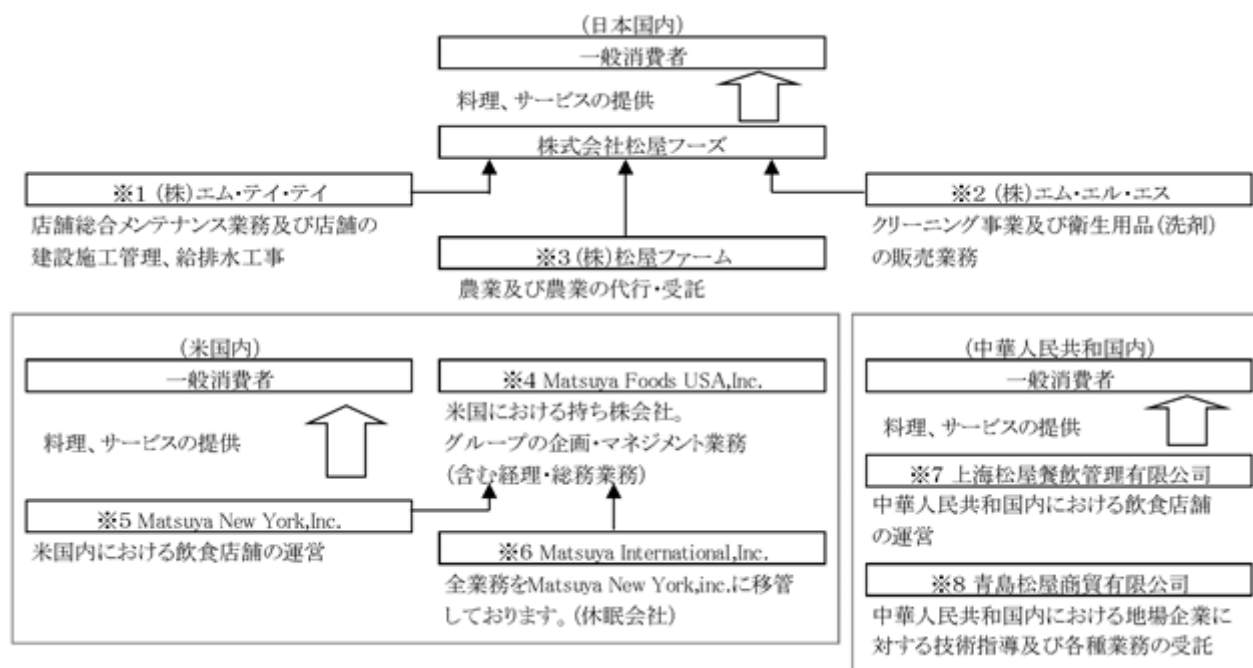 (日本国内)
一般消費者
料理、サービスの提供
株式会社松屋フーズ
※1 (株)エム・テイ・テイ
店舗総合メンテナンス業務及び店舗の
建設施工管理、給排水工事
※2 (株)エム・エル・エス
クリーニング事業及び衛生用品(洗剤)
の販売業務
※3 (株)松屋ファーム
農業及び農業の代行・受託
(米国内)
一般消費者
料理、サービスの提供
※4 Matsuya Foods USA,Inc.
米国における持ち株会社。
グループの企画・マネジメント業務
(含む経理・総務業務)
※5 Matsuya New York,Inc.
米国内における飲食店舗の運営
※6 Matsuya International,Inc.
全業務をMatsuya New York,inc.に移管
しております。(休眠会社)
(中華人民共和国内)
一般消費者
料理、サービスの提供
※7 上海松屋餐飲管理有限公司
中華人民共和国内における飲食店舗
の運営
※8 青島松屋商貿有限公司
中華人民共和国内における地場企業に
対する技術指導及び各種業務の受託